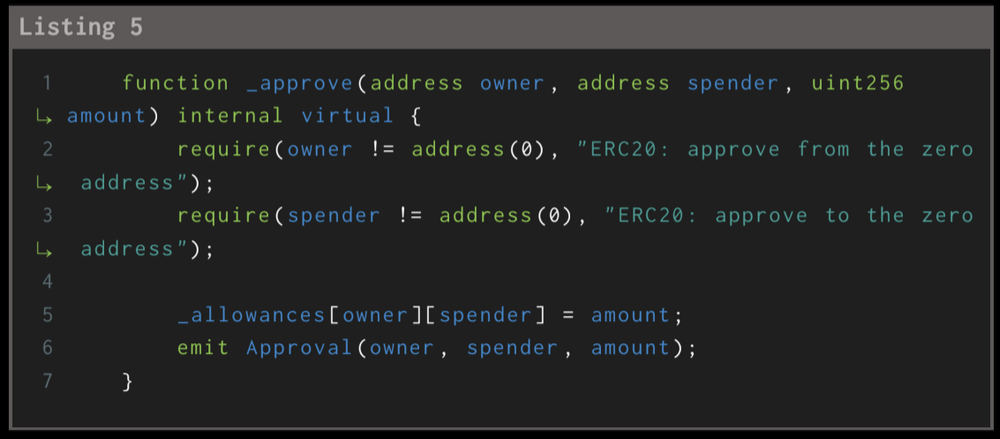 Listing 5
1 function _approve(address owner, address spender, uint256
↳ amount) internal virtual {
2 require(owner != address(0), "ERC20: approve from the zero
↳ address");
3 require(spender != address(0), "ERC20: approve to the zero
↳ address");
4
5 _allowances[owner][spender] = amount;
6 emit Approval(owner, spender, amount);
7 }